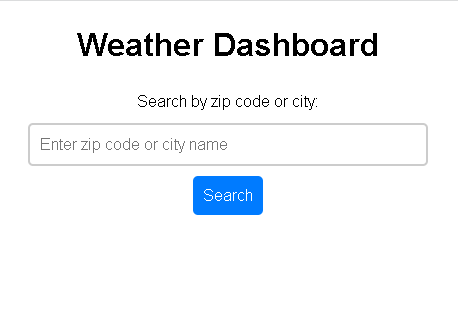 Weather Dashboard
Search by zip code or city:
Enter zip code or city name
Search